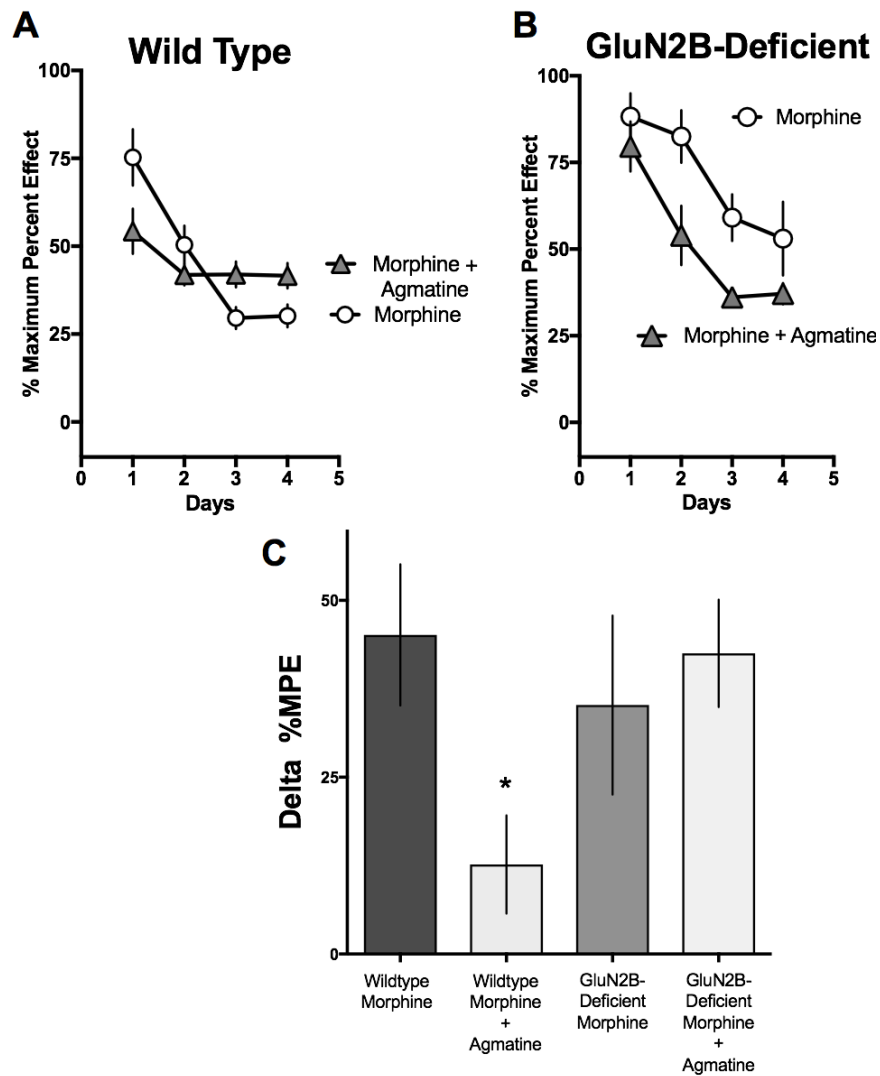 A
Wild Type
% Maximum Percent Effect
100
75
50
25
0
0 1 2 3 4 5
Days
Morphine +
Agmatine
Morphine
B
GluN2B-Deficient
% Maximum Percent Effect
100
75
50
25
0
0 1 2 3 4 5
Days
Morphine
Morphine + Agmatine
C
Delta %MPE
50
25
0
*
Wildtype
Morphine
Wildtype
Morphine
+
Agmatine
GluN2B-
Deficient
Morphine
GluN2B-
Deficient
Morphine
+
Agmatine